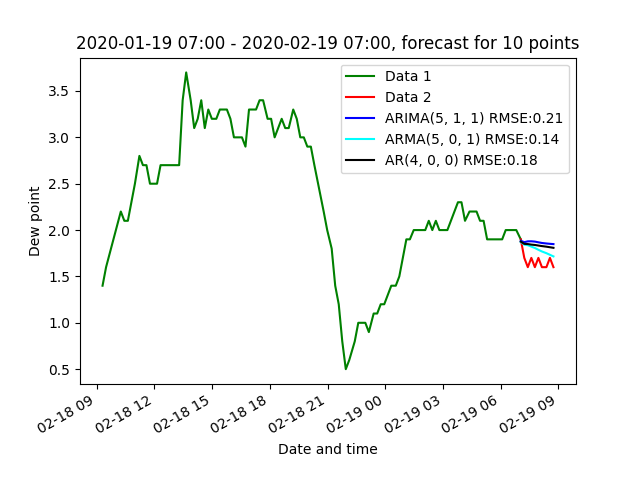 2020-01-19 07:00 - 2020-02-19 07:00, forecast for 10 points
Data 1
Data 2
ARIMA(5, 1, 1) RMSE:0.21
ARMA(5, 0, 1) RMSE:0.14
AR(4, 0, 0) RMSE:0.18
Dew point
3.5
3.0
2.5
2.0
1.5
1.0
0.5
02-18 09
02-18 12
02-18 15
02-18 18
02-18 21
02-19 00
02-19 03
02-19 06
02-19 09
Date and time